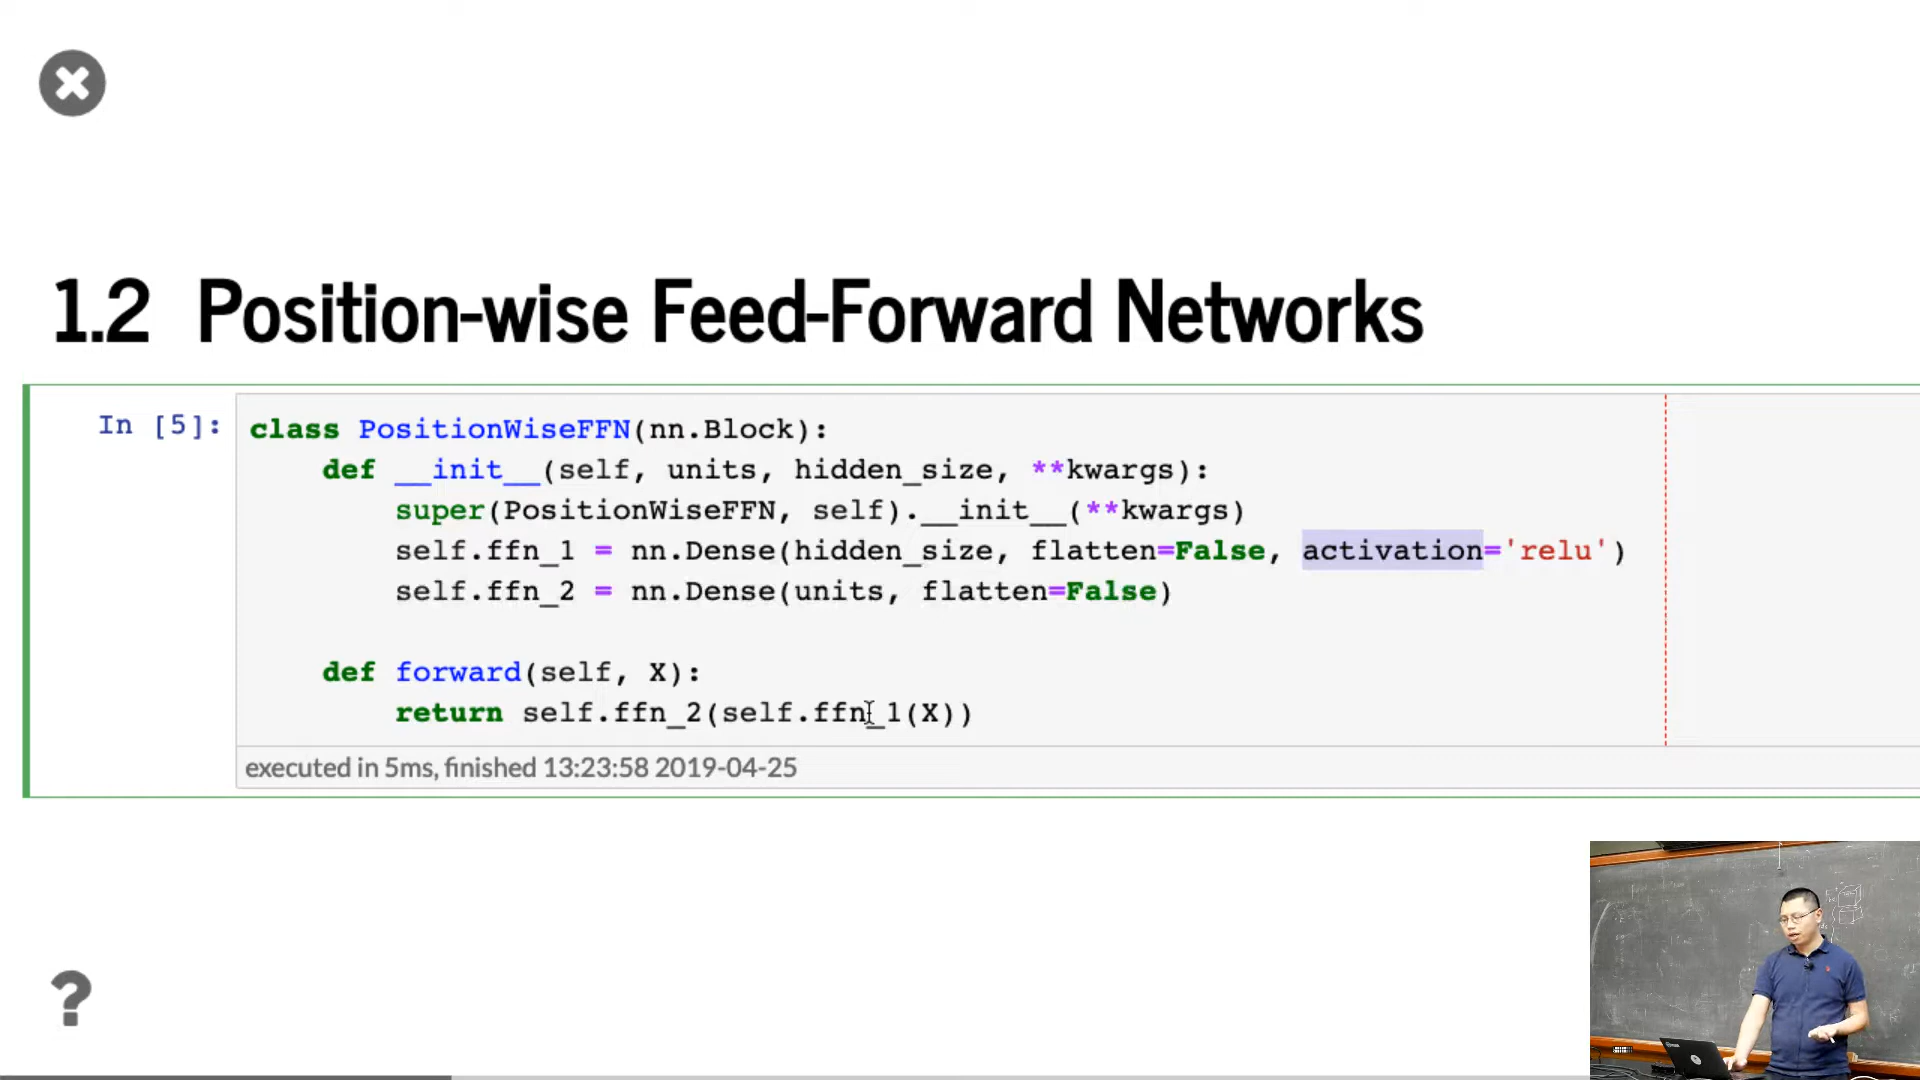 1.2 Position-wise Feed-Forward Networks
In [5]:
class PositionWiseFFN(nn.Block):
def __init__(self, units, hidden_size, **kwargs):
super(PositionWiseFFN, self).__init__(**kwargs)
self.ffn_1 = nn.Dense(hidden_size, flatten=False, activation='relu')
self.ffn_2 = nn.Dense(units, flatten=False)
def forward(self, X):
return self.ffn_2(self.ffn_1(X))
executed in 5ms, finished 13:23:58 2019-04-25
?